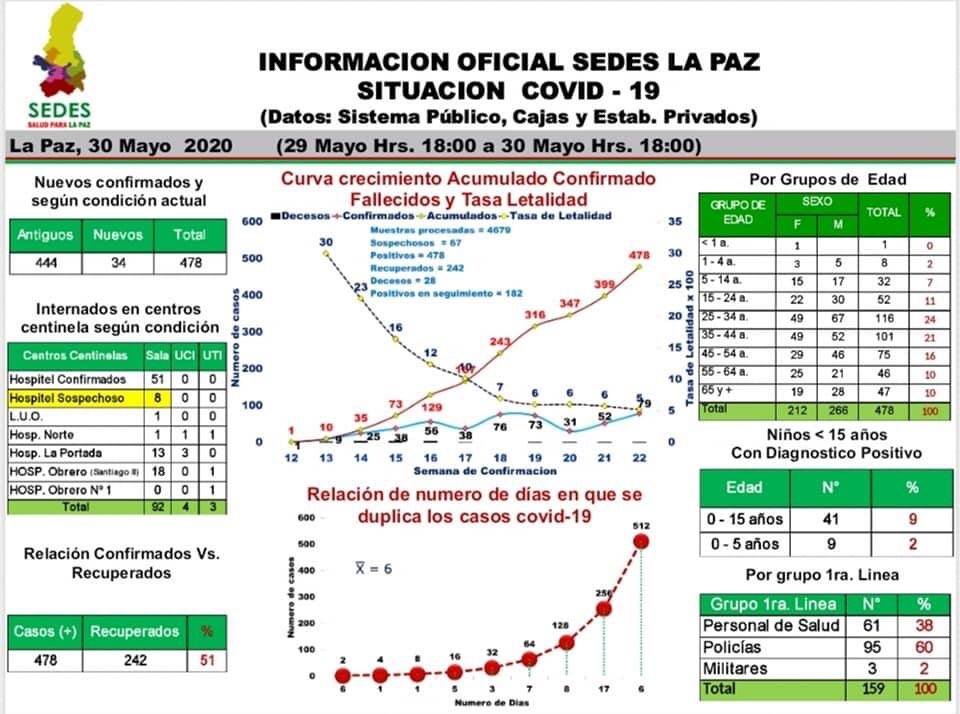 SEDES
SALUD PARA LA PAZ
INFORMACION OFICIAL SEDES LA PAZ
SITUACION COVID - 19
(Datos: Sistema Público, Cajas y Estab. Privados)
La Paz, 30 Mayo 2020 (29 Mayo Hrs. 18:00 a 30 Mayo Hrs. 18:00)
Nuevos confirmados y
según condición actual
Antiguos Nuevos Total
444 34 478
Internados en centros
centinela según condición
Centros Centinelas Sala UCI UTI
Hospitel Confirmados 51 0 0
Hospitel Sospechoso 8 0 0
L.U.O. 1 0 0
Hosp. Norte 1 1 1
Hosp. La Portada 13 3 0
HOSP. Obrero (Santiago II) 18 0 1
HOSP. Obrero Nº 1 0 0 1
Total 92 4 3
Relación Confirmados Vs.
Recuperados
Casos (+) Recuperados %
478 242 51
Curva crecimiento Acumulado Confirmado
Fallecidos y Tasa Letalidad
Decesos Confirmados Acumulados Tasa de Letalidad
Muestras procesadas = 4679
Sospechosos = 67
Positivos = 478
Recuperados = 242
Decesos = 28
Positivos en seguimiento = 182
Numero de casos
600
500
400
300
200
100
0
Tasa de Letalidad x 100
35
30
25
20
15
10
5
0
30 23 16 12 10 7 6 6 6 5
1 10 35 73 129 167 243 316 347 399 478
1 9 25 38 56 38 76 73 31 52 79
12 13 14 15 16 17 18 19 20 21 22
Semana de Confirmacion
Relación de numero de días en que se
duplica los casos covid-19
X = 6
Numero de casos
600
500
400
300
200
100
0
2 4 8 16 32 64 128 256 512
6 1 1 5 3 7 8 17 6
Numero de Dias
Por Grupos de Edad
GRUPO DE EDAD SEXO TOTAL %
F M
< 1 a. 1 1 0
1 - 4 a. 3 5 8 2
5 - 14 a. 15 17 32 7
15 - 24 a. 22 30 52 11
25 - 34 a. 49 67 116 24
35 - 44 a. 49 52 101 21
45 - 54 a. 29 46 75 16
55 - 64 a. 25 21 46 10
65 y + 19 28 47 10
Total 212 266 478 100
Niños < 15 años
Con Diagnostico Positivo
Edad N° %
0 - 15 años 41 9
0 - 5 años 9 2
Por grupo 1ra. Linea
Grupo 1ra. Linea N° %
Personal de Salud 61 38
Policías 95 60
Militares 3 2
Total 159 100